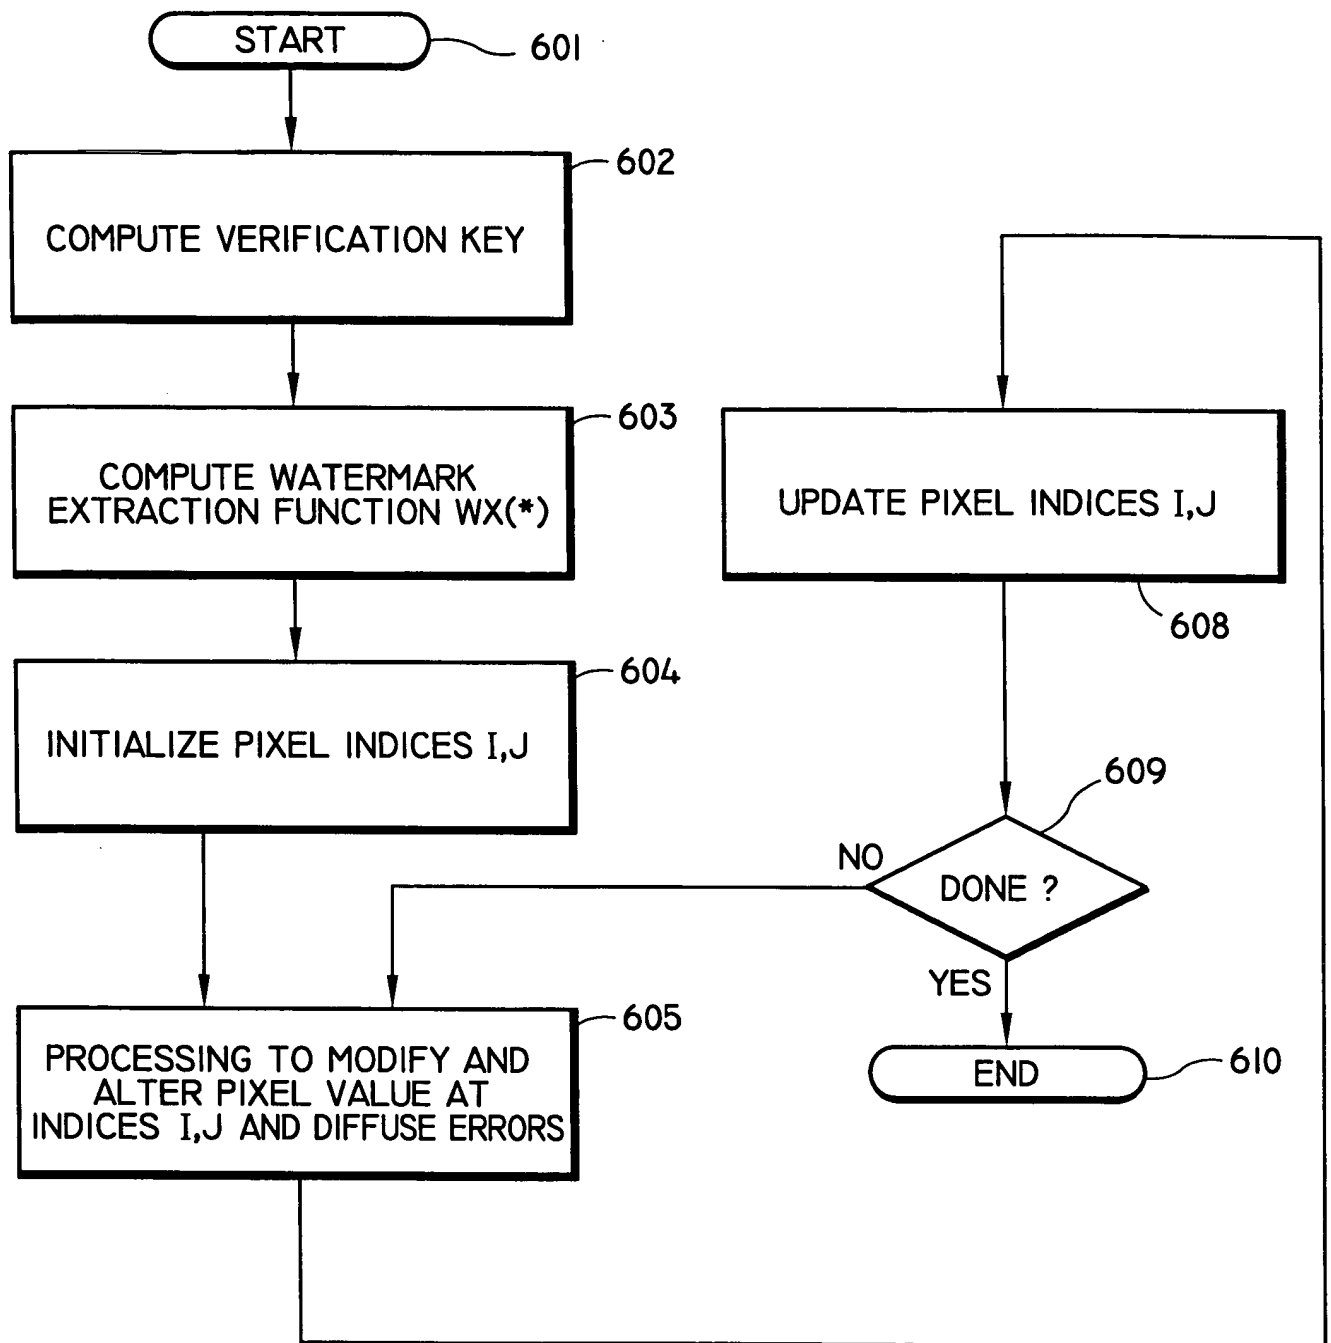 START
601
602
COMPUTE VERIFICATION KEY
603
COMPUTE WATERMARK
EXTRACTION FUNCTION WX(*)
604
INITIALIZE PIXEL INDICES I,J
605
PROCESSING TO MODIFY AND
ALTER PIXEL VALUE AT
INDICES I,J AND DIFFUSE ERRORS
UPDATE PIXEL INDICES I,J
608
609
DONE ?
NO
YES
END
610